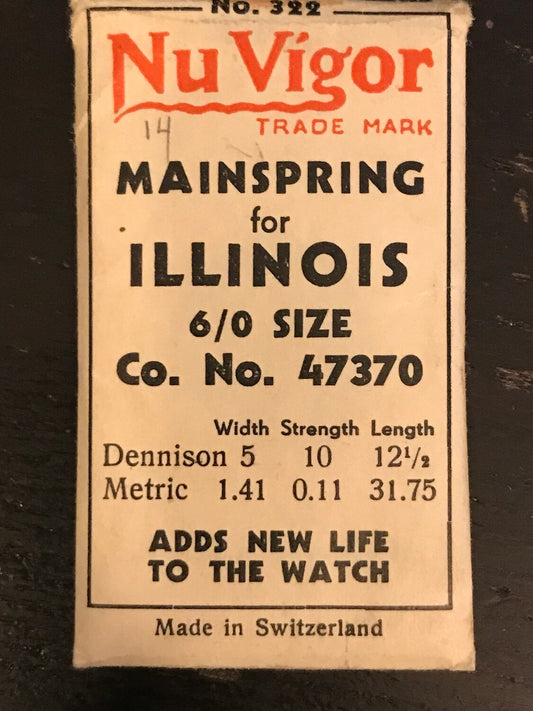 No. 322
Nu Vigor
TRADE MARK
14
MAINSPRING
for
ILLINOIS
6/0 SIZE
Co. No. 47370
Width Strength Length
Dennison 5 10 12 1/2
Metric 1.41 0.11 31.75
ADDS NEW LIFE
TO THE WATCH
Made in Switzerland